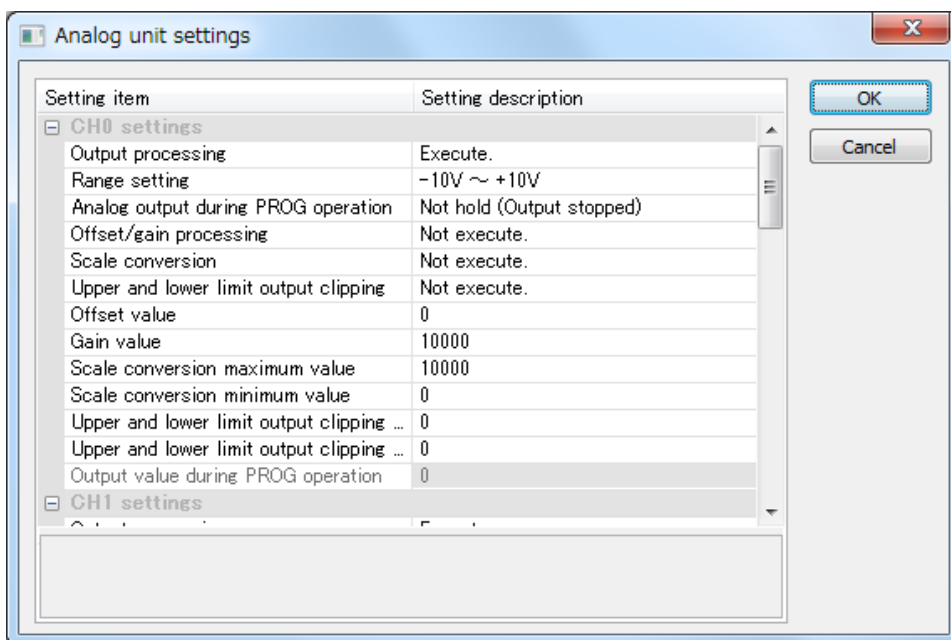 Analog unit settings
Setting item Setting description
CH0 settings
Output processing Execute.
Range setting -10V ～ +10V
Analog output during PROG operation Not hold (Output stopped)
Offset/gain processing Not execute.
Scale conversion Not execute.
Upper and lower limit output clipping Not execute.
Offset value 0
Gain value 10000
Scale conversion maximum value 10000
Scale conversion minimum value 0
Upper and lower limit output clipping ... 0
Upper and lower limit output clipping ... 0
Output value during PROG operation 0
CH1 settings
OK
Cancel